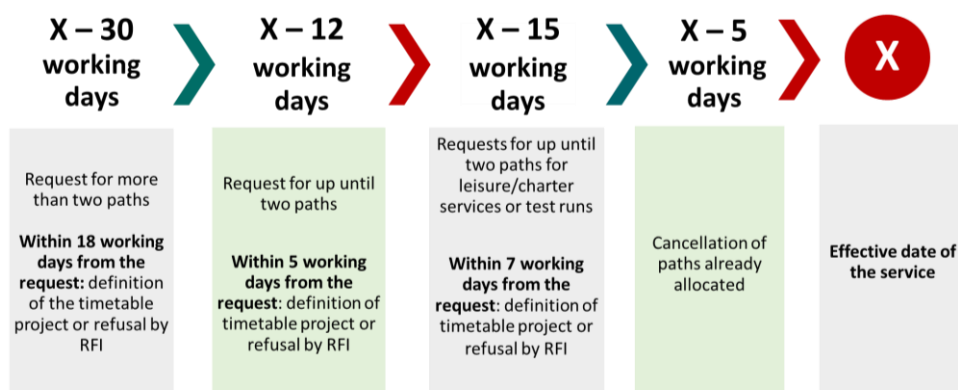 X – 30
working
days
Request for more
than two paths
Within 18 working
days from the
request: definition
of the timetable
project or refusal by
RFI
X – 12
working
days
Request for up until
two paths
Within 5 working
days from the
request: definition of
timetable project or
refusal by RFI
X – 15
working
days
Requests for up until
two paths for
leisure/charter
services or test runs
Within 7 working
days from the
request: definition of
timetable project or
refusal by RFI
X – 5
working
days
Cancellation of
paths already
allocated
X
Effective date of
the service